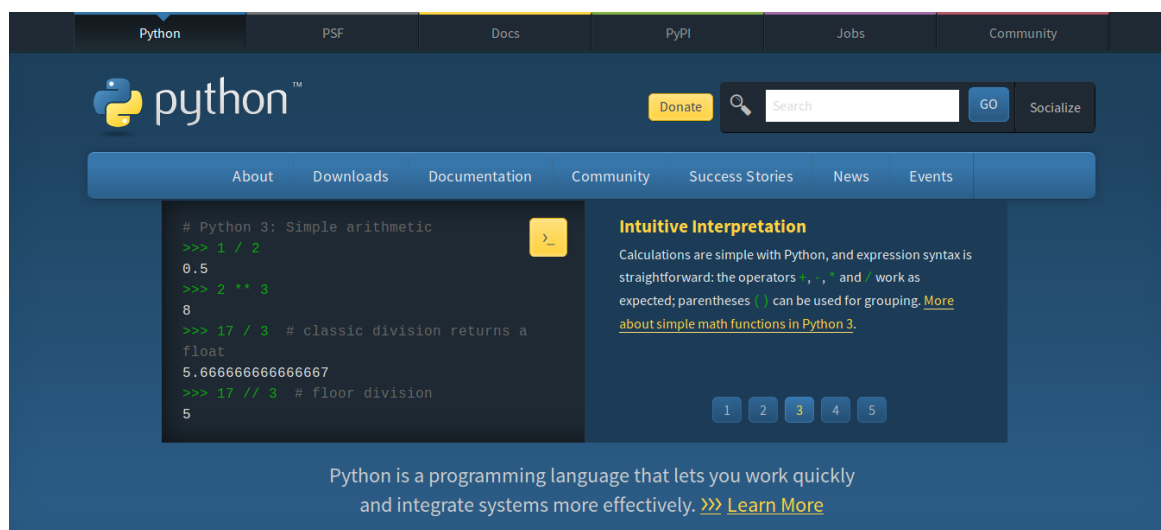 Python PSF Docs PyPI Jobs Community
python™
Donate Search GO Socialize
About Downloads Documentation Community Success Stories News Events
# Python 3: Simple arithmetic
>>> 1 / 2
0.5
>>> 2 ** 3
8
>>> 17 / 3  # classic division returns a
float
5.666666666666667
>>> 17 // 3  # floor division
5
>_
Intuitive Interpretation
Calculations are simple with Python, and expression syntax is
straightforward: the operators +, -, * and / work as
expected; parentheses () can be used for grouping. More
about simple math functions in Python 3.
1 2 3 4 5
Python is a programming language that lets you work quickly
and integrate systems more effectively. >>> Learn More